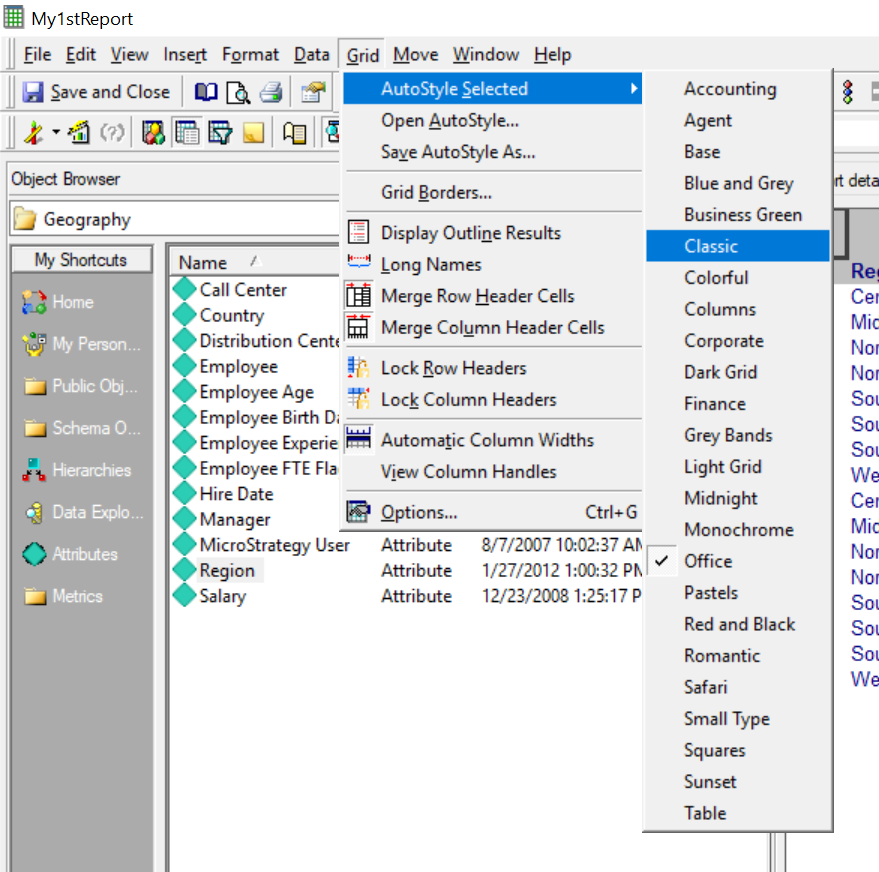 My1stReport
File Edit View Insert Format Data Grid Move Window Help
Save and Close
Object Browser
Geography
My Shortcuts
Home
My Person...
Public Obj...
Schema O...
Hierarchies
Data Explo...
Attributes
Metrics
Name
Call Center
Country
Distribution Cente
Employee
Employee Age
Employee Birth Da
Employee Experie
Employee FTE Fla
Hire Date
Manager
MicroStrategy User Attribute 8/7/2007 10:02:37 AM
Region Attribute 1/27/2012 1:00:32 PM
Salary Attribute 12/23/2008 1:25:17 P
AutoStyle Selected
Open AutoStyle...
Save AutoStyle As...
Grid Borders...
Display Outline Results
Long Names
Merge Row Header Cells
Merge Column Header Cells
Lock Row Headers
Lock Column Headers
Automatic Column Widths
View Column Handles
Options... Ctrl+G
Accounting
Agent
Base
Blue and Grey
Business Green
Classic
Colorful
Columns
Corporate
Dark Grid
Finance
Grey Bands
Light Grid
Midnight
Monochrome
Office
Pastels
Red and Black
Romantic
Safari
Small Type
Squares
Sunset
Table
rt deta
Reg
Cen
Mid
Nor
Nor
Sou
Sou
Sou
We
Cen
Mid
Nor
Nor
Sou
Sou
Sou
We